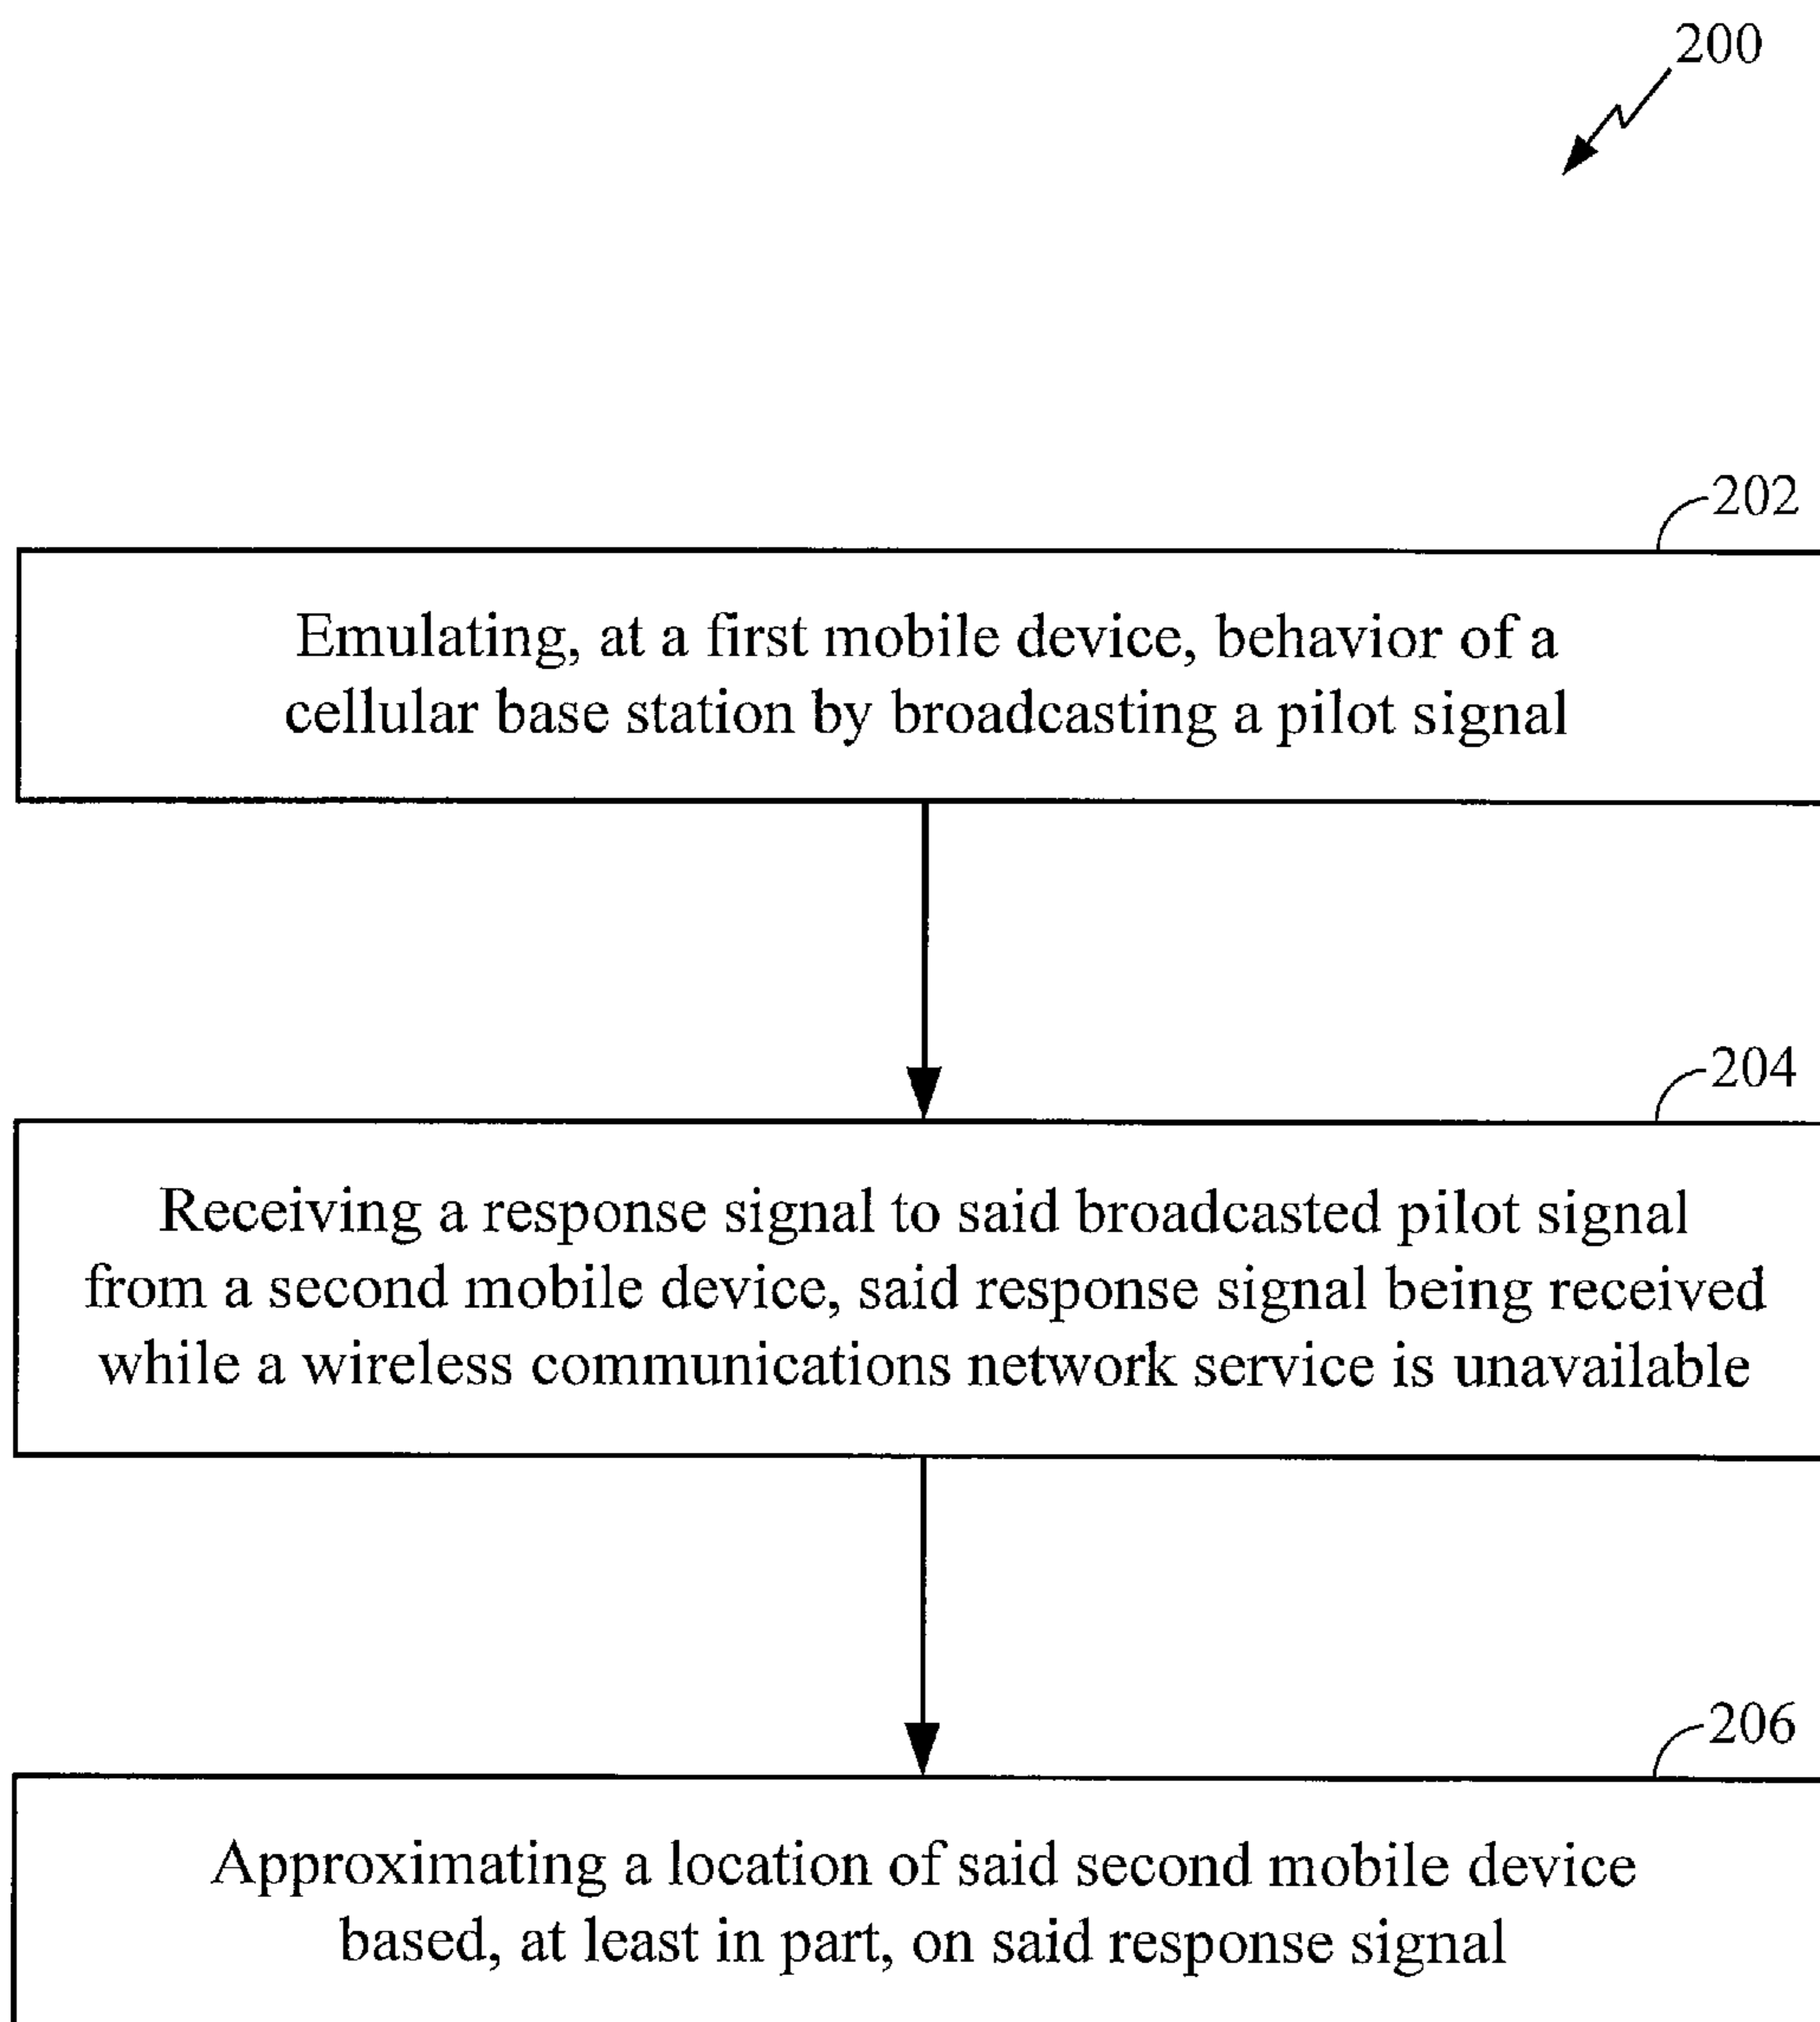 200
202
Emulating, at a first mobile device, behavior of a
cellular base station by broadcasting a pilot signal
204
Receiving a response signal to said broadcasted pilot signal
from a second mobile device, said response signal being received
while a wireless communications network service is unavailable
206
Approximating a location of said second mobile device
based, at least in part, on said response signal